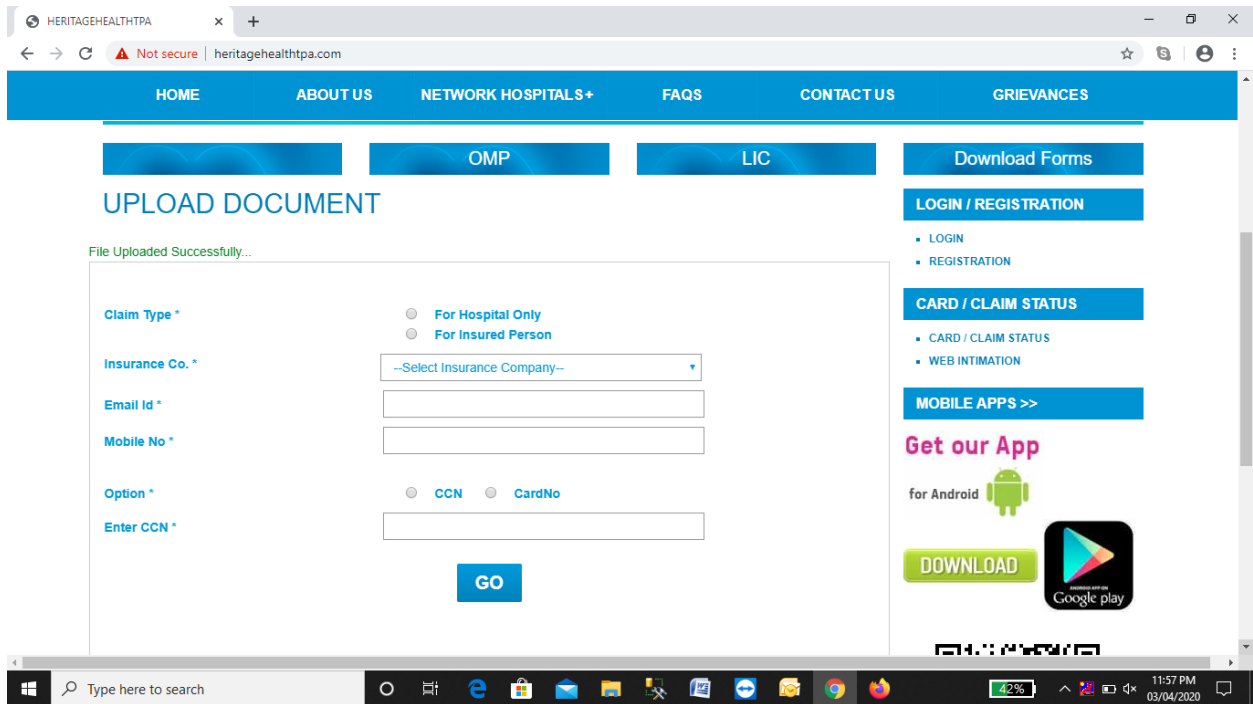 HERITAGEHEALTHTPA
Not secure | heritagehealthtpa.com
HOME ABOUT US NETWORK HOSPITALS+ FAQS CONTACT US GRIEVANCES
OMP LIC Download Forms
UPLOAD DOCUMENT
File Uploaded Successfully...
Claim Type *
For Hospital Only
For Insured Person
Insurance Co. *
--Select Insurance Company--
Email Id *
Mobile No *
Option *
CCN CardNo
Enter CCN *
GO
LOGIN / REGISTRATION
LOGIN
REGISTRATION
CARD / CLAIM STATUS
CARD / CLAIM STATUS
WEB INTIMATION
MOBILE APPS >>
Get our App
for Android
DOWNLOAD
ANDROID APP ON
Google play
Type here to search
42%
11:57 PM
03/04/2020